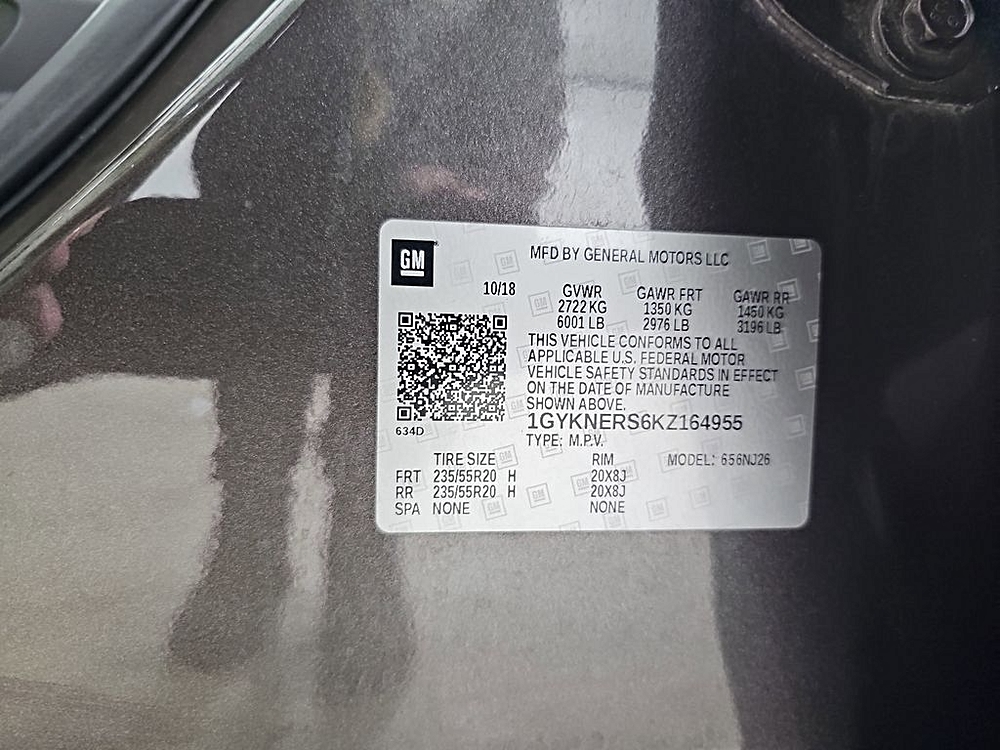 GM
MFD BY GENERAL MOTORS LLC
10/18 GVWR GAWR FRT GAWR RR
2722 KG 1350 KG 1450 KG
6001 LB 2976 LB 3196 LB
THIS VEHICLE CONFORMS TO ALL
APPLICABLE U.S. FEDERAL MOTOR
VEHICLE SAFETY STANDARDS IN EFFECT
ON THE DATE OF MANUFACTURE
SHOWN ABOVE.
634D
1GYKNERS6KZ164955
TYPE: M.P.V.
TIRE SIZE RIM MODEL: 656NJ26
FRT 235/55R20 H 20X8J
RR 235/55R20 H 20X8J
SPA NONE NONE